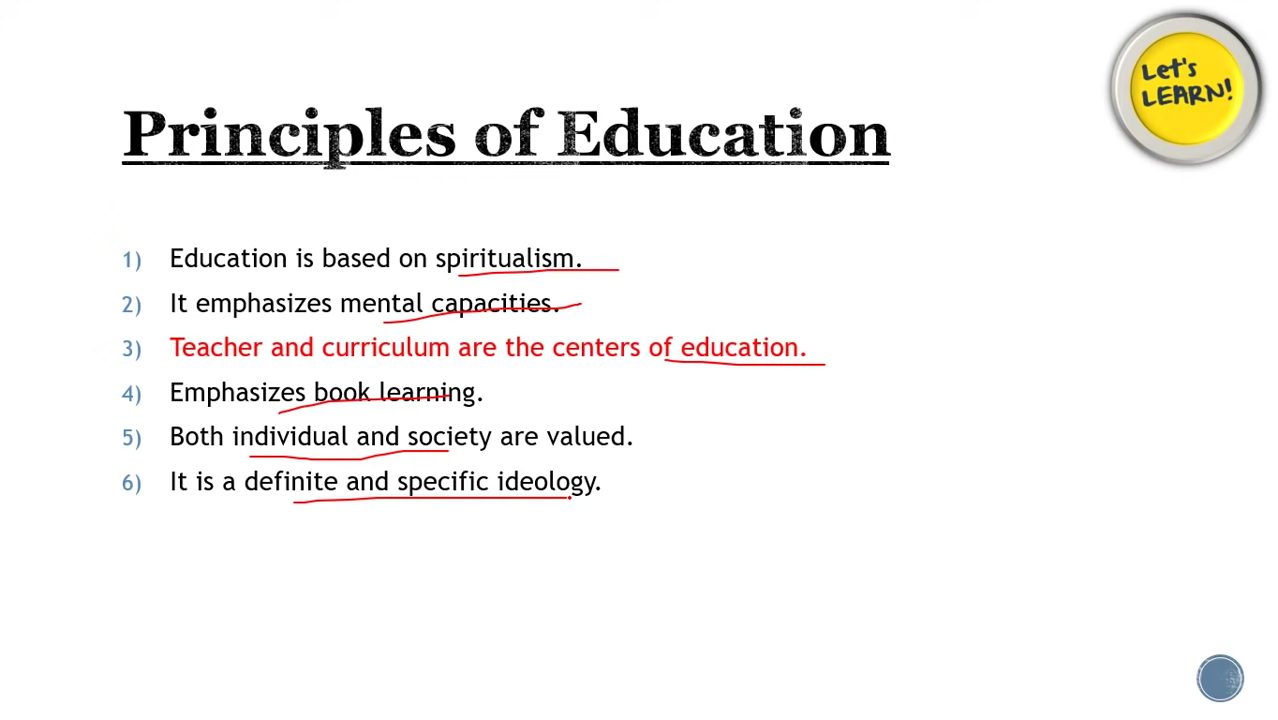 Let's
LEARN!
Principles of Education
1) Education is based on spiritualism.
2) It emphasizes mental capacities.
3) Teacher and curriculum are the centers of education.
4) Emphasizes book learning.
5) Both individual and society are valued.
6) It is a definite and specific ideology.